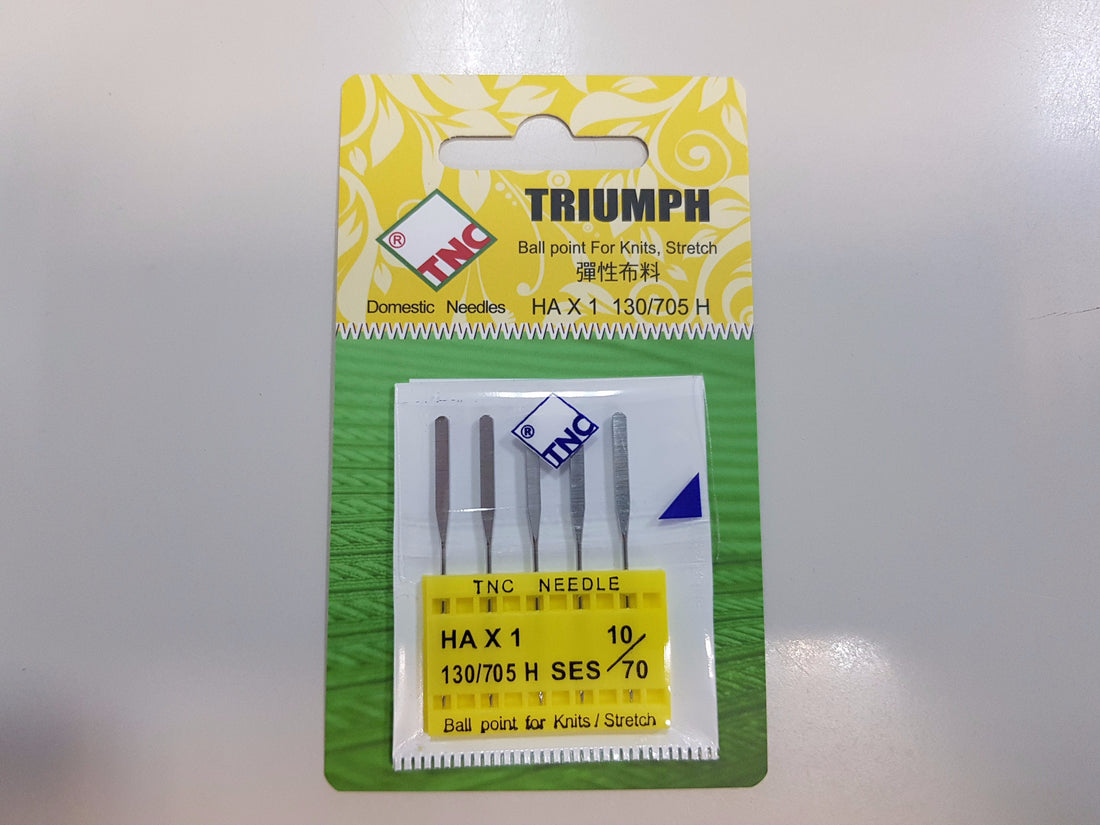 TRIUMPH
® TNC
Ball point For Knits, Stretch
彈性布料
Domestic Needles HA X 1 130/705 H
® TNC
TNC NEEDLE
HA X 1 10/
130/705 H SES /70
Ball point for Knits / Stretch